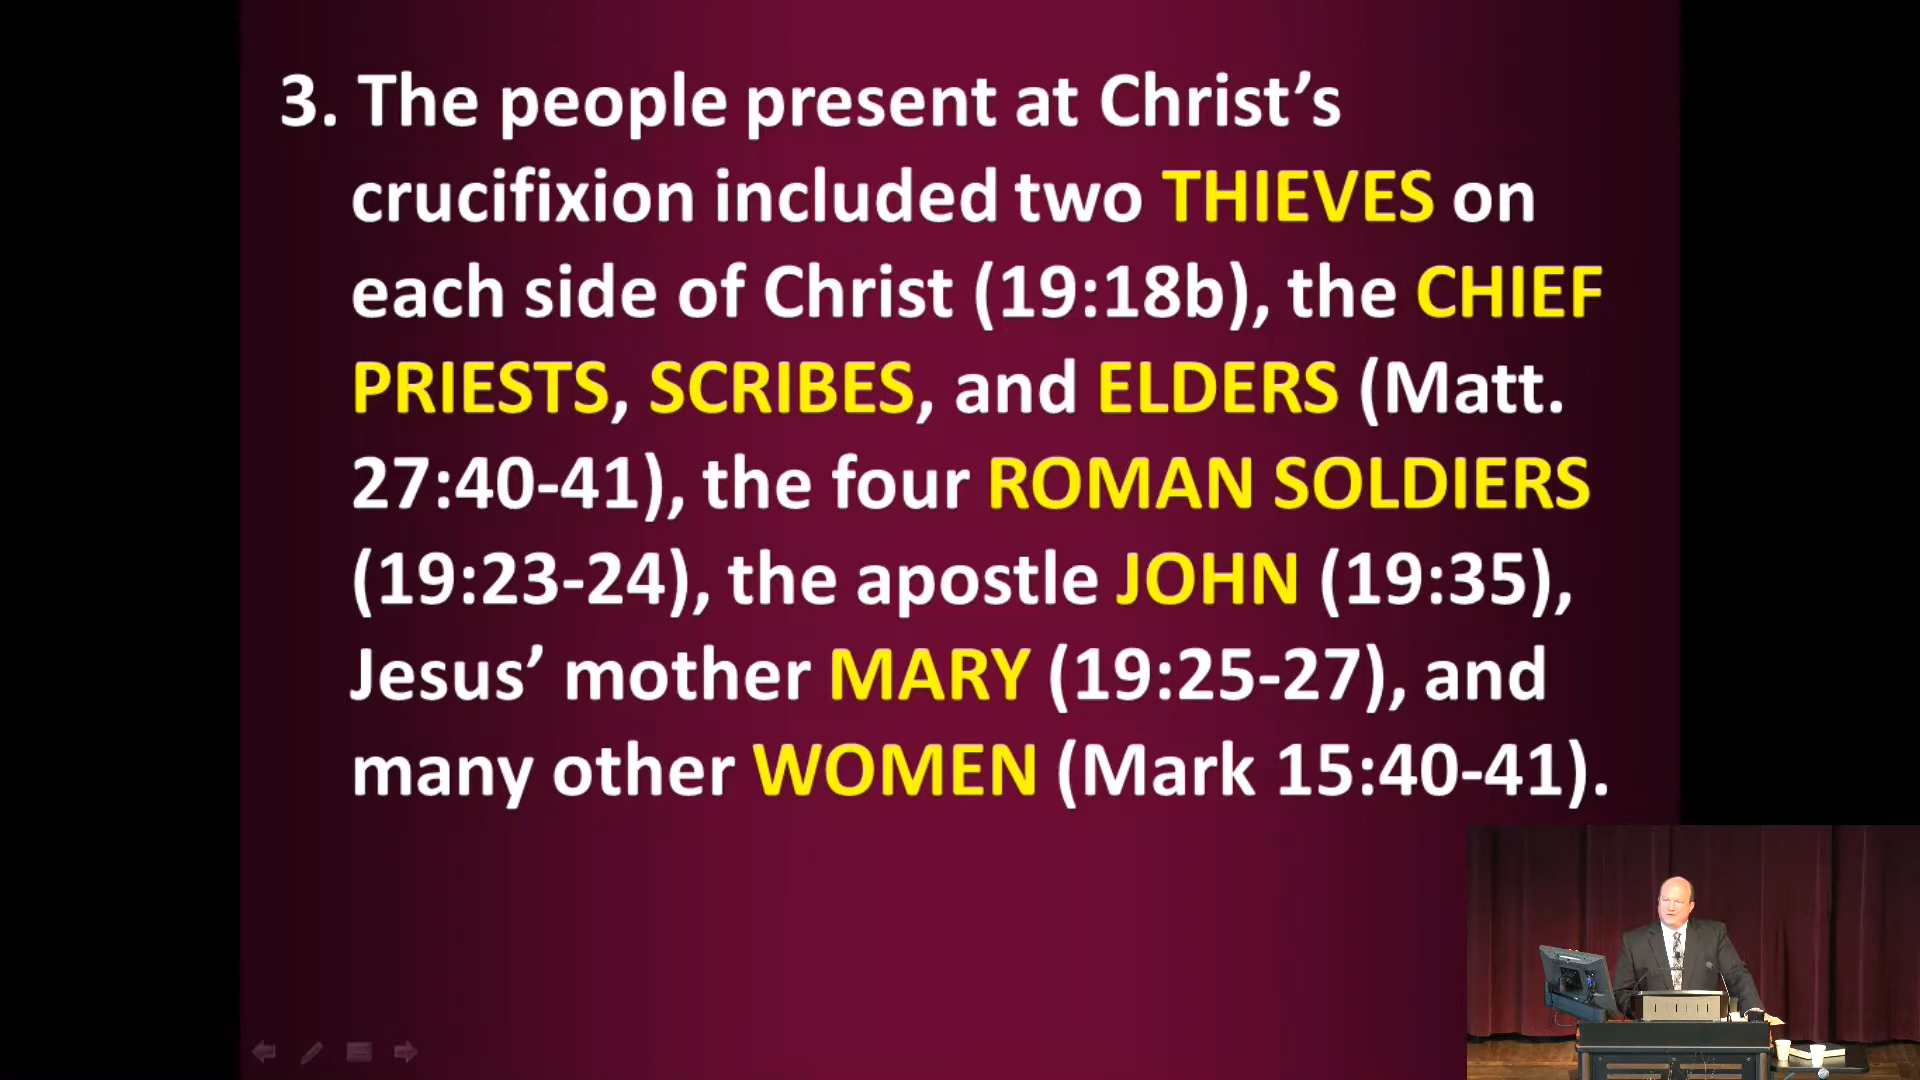 3. The people present at Christ’s
crucifixion included two THIEVES on
each side of Christ (19:18b), the CHIEF
PRIESTS, SCRIBES, and ELDERS (Matt.
27:40-41), the four ROMAN SOLDIERS
(19:23-24), the apostle JOHN (19:35),
Jesus’ mother MARY (19:25-27), and
many other WOMEN (Mark 15:40-41).